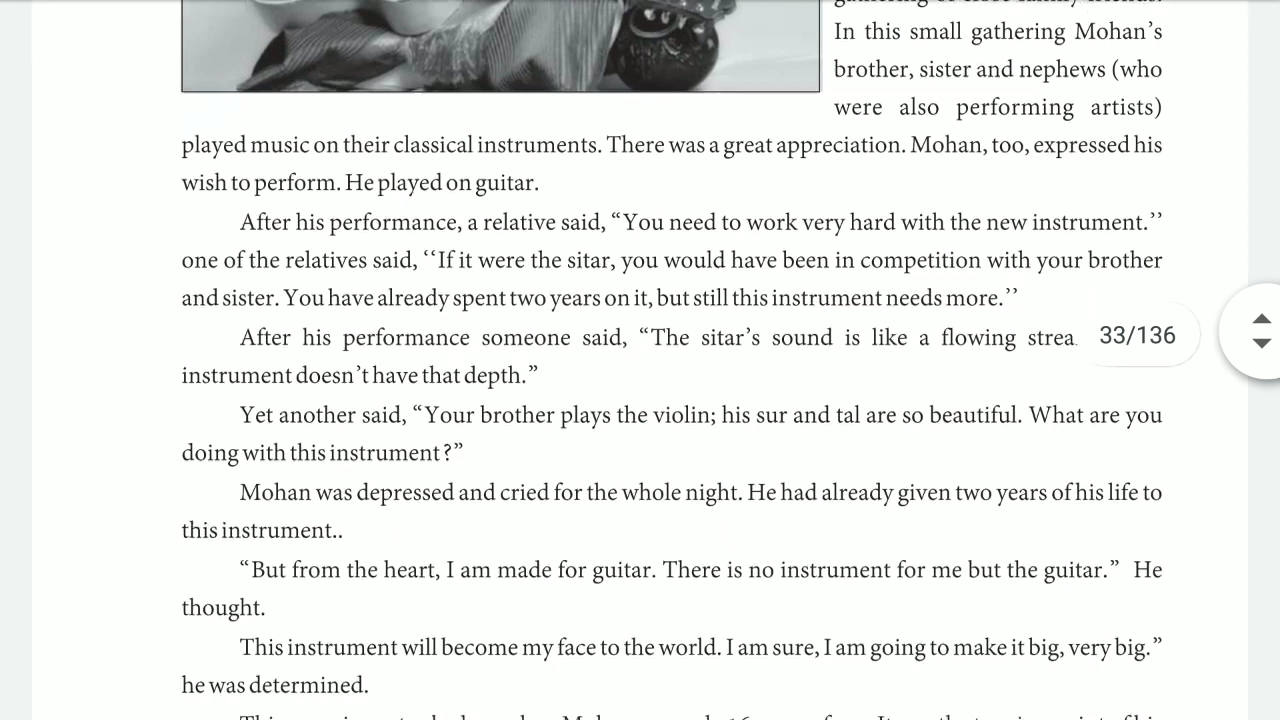 In this small gathering Mohan’s
brother, sister and nephews (who
were also performing artists)
played music on their classical instruments. There was a great appreciation. Mohan, too, expressed his
wish to perform. He played on guitar.
After his performance, a relative said, “You need to work very hard with the new instrument.’’
one of the relatives said, ‘‘If it were the sitar, you would have been in competition with your brother
and sister. You have already spent two years on it, but still this instrument needs more.’’
After his performance someone said, “The sitar’s sound is like a flowing strea
33/136
instrument doesn’t have that depth.”
Yet another said, “Your brother plays the violin; his sur and tal are so beautiful. What are you
doing with this instrument?”
Mohan was depressed and cried for the whole night. He had already given two years of his life to
this instrument..
“But from the heart, I am made for guitar. There is no instrument for me but the guitar.” He
thought.
This instrument will become my face to the world. I am sure, I am going to make it big, very big.”
he was determined.